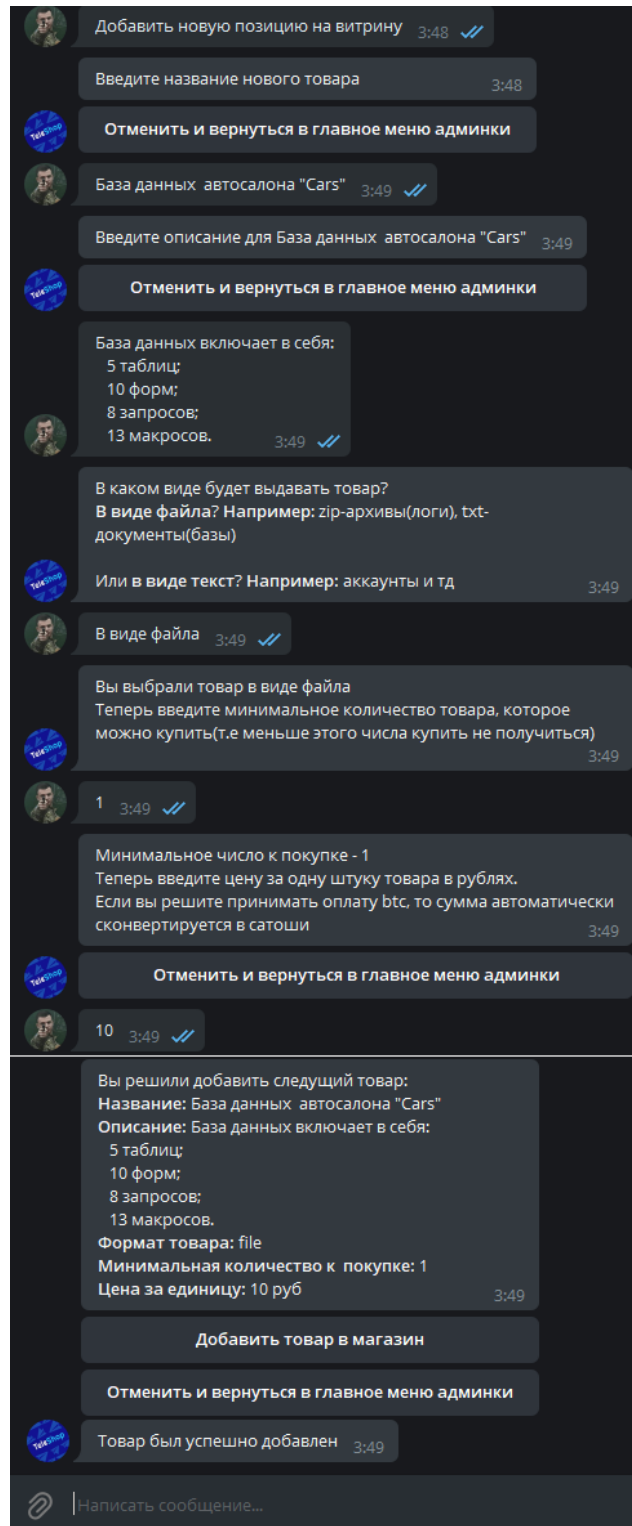 Добавить новую позицию на витрину 3:48
Введите название нового товара 3:48
TeleShop
Отменить и вернуться в главное меню админки
База данных автосалона "Cars" 3:49
Введите описание для База данных автосалона "Cars" 3:49
TeleShop
Отменить и вернуться в главное меню админки
База данных включает в себя:
5 таблиц;
10 форм;
8 запросов;
13 макросов. 3:49
В каком виде будет выдавать товар?
В виде файла? Например: zip-архивы(логи), txt-
документы(базы)
TeleShop
Или в виде текст? Например: аккаунты и тд 3:49
В виде файла 3:49
Вы выбрали товар в виде файла
Теперь введите минимальное количество товара, которое
можно купить(т.е меньше этого числа купить не получиться)
TeleShop
3:49
1 3:49
Минимальное число к покупке - 1
Теперь введите цену за одну штуку товара в рублях.
Если вы решите принимать оплату btc, то сумма автоматически
сконвертируется в сатоши 3:49
TeleShop
Отменить и вернуться в главное меню админки
10 3:49
Вы решили добавить следущий товар:
Название: База данных автосалона "Cars"
Описание: База данных включает в себя:
5 таблиц;
10 форм;
8 запросов;
13 макросов.
Формат товара: file
Минимальная количество к покупке: 1
Цена за единицу: 10 руб 3:49
Добавить товар в магазин
Отменить и вернуться в главное меню админки
TeleShop
Товар был успешно добавлен 3:49
Написать сообщение...